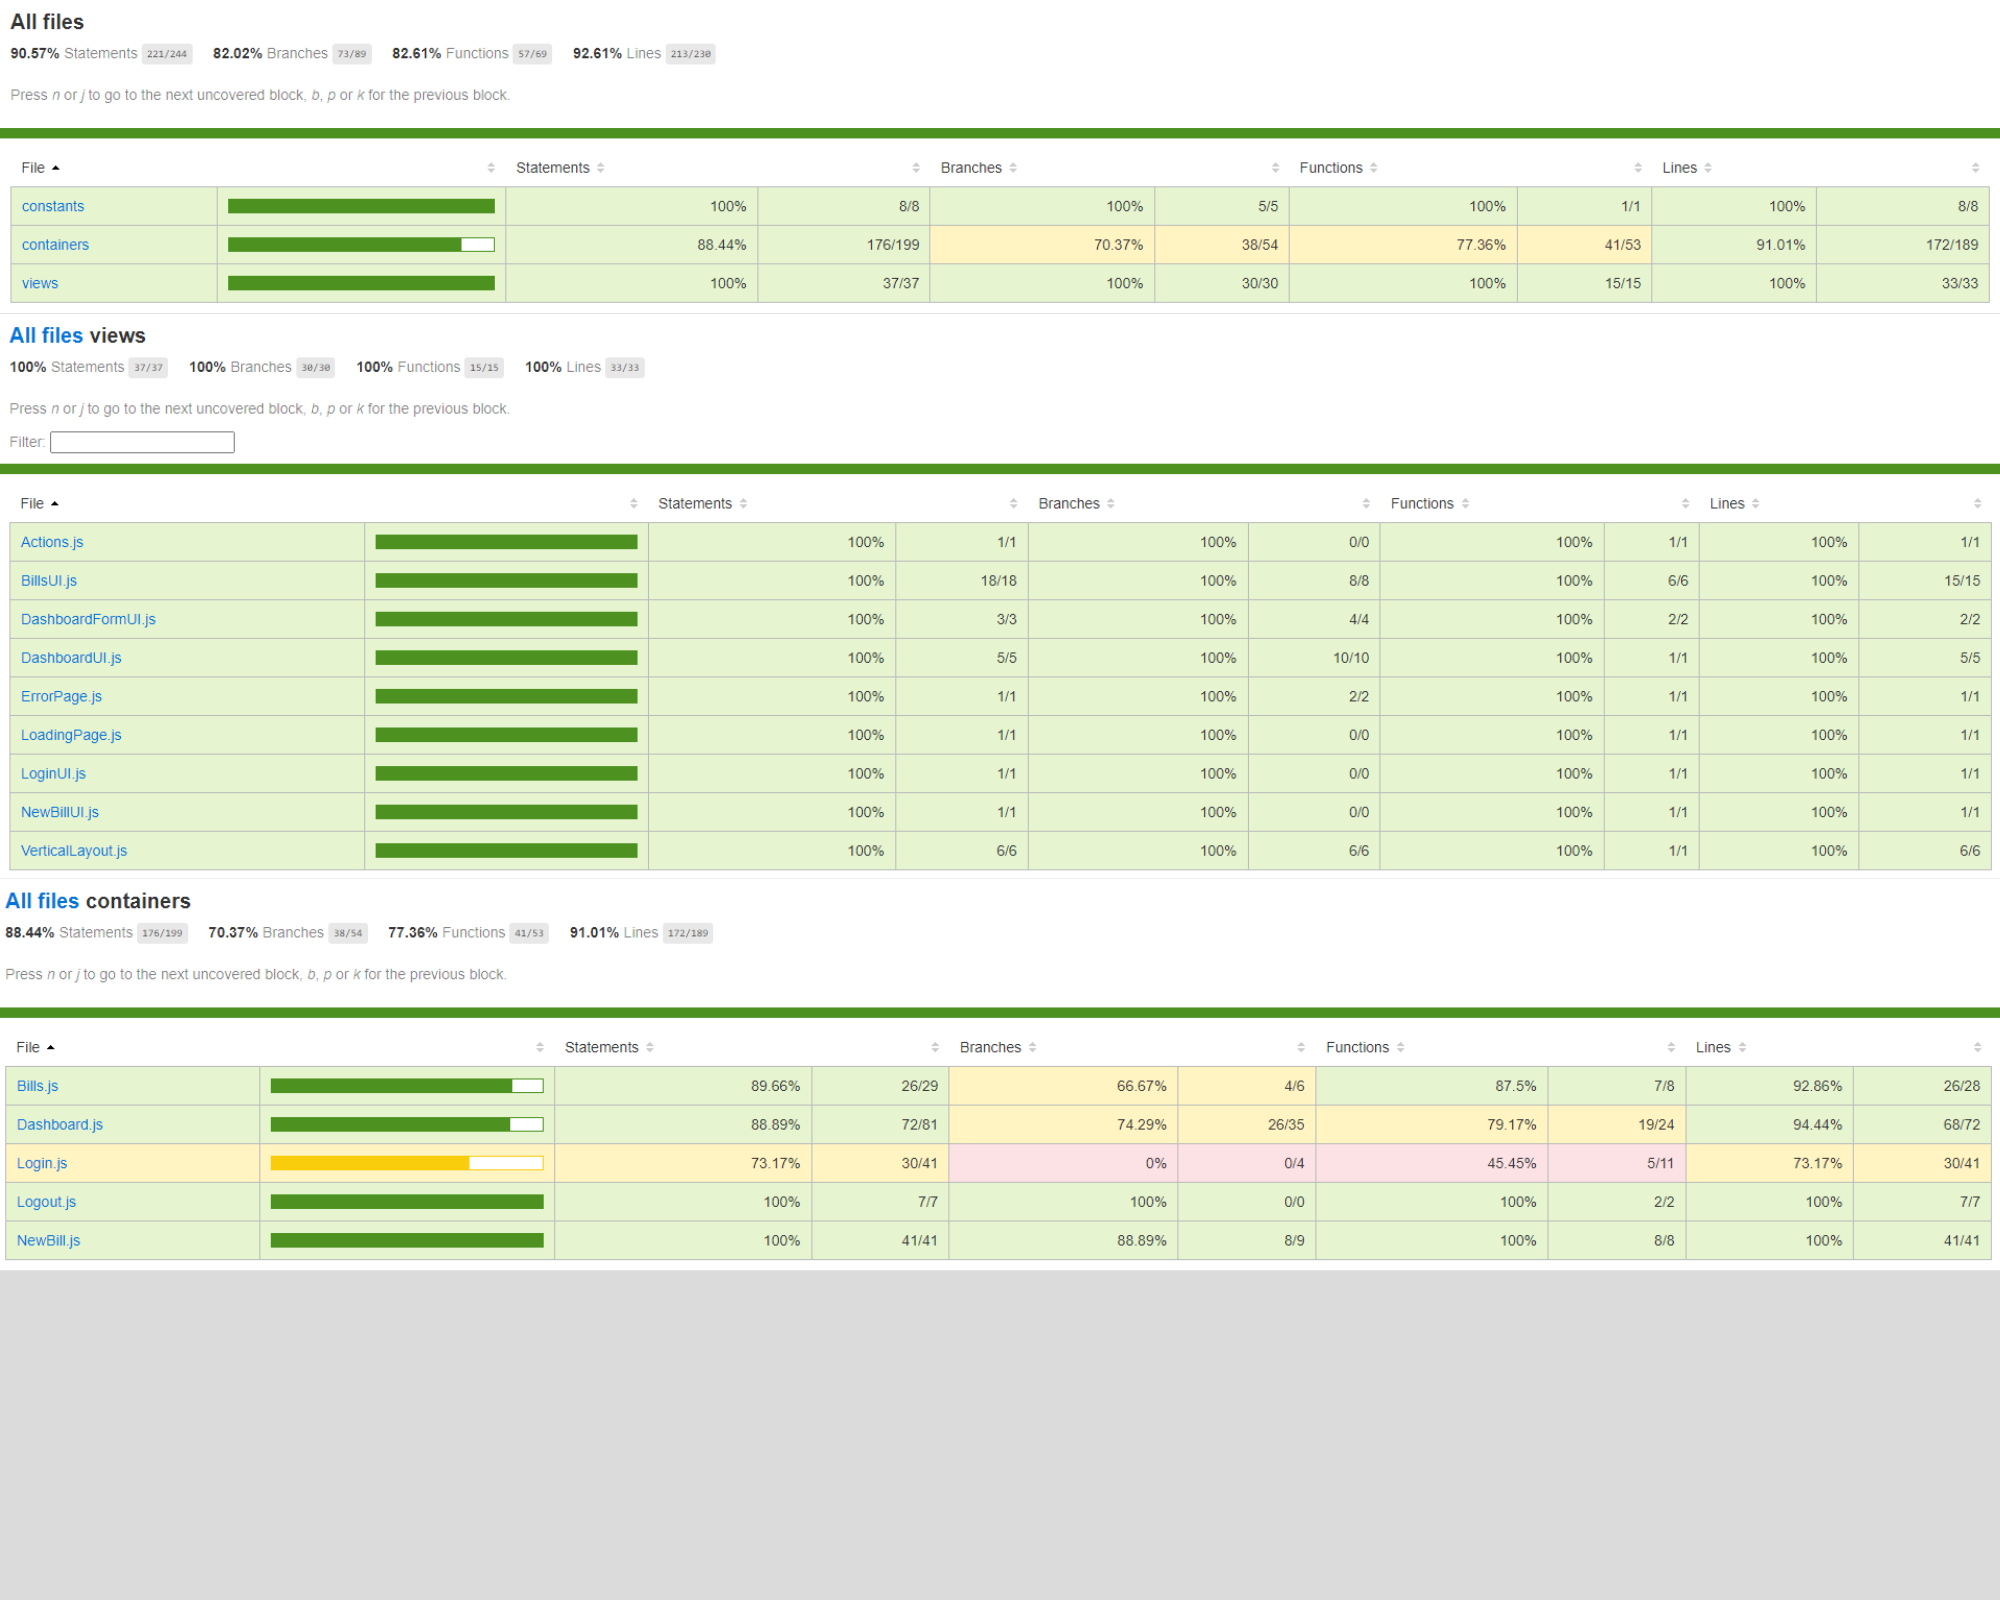 All files
90.57% Statements 221/244 82.02% Branches 73/89 82.61% Functions 57/69 92.61% Lines 213/230
Press n or j to go to the next uncovered block, b, p or k for the previous block.
File Statements Branches Functions Lines
constants 100% 8/8 100% 5/5 100% 1/1 100% 8/8
containers 88.44% 176/199 70.37% 38/54 77.36% 41/53 91.01% 172/189
views 100% 37/37 100% 30/30 100% 15/15 100% 33/33
All files views
100% Statements 37/37 100% Branches 30/30 100% Functions 15/15 100% Lines 33/33
Press n or j to go to the next uncovered block, b, p or k for the previous block.
Filter:
File Statements Branches Functions Lines
Actions.js 100% 1/1 100% 0/0 100% 1/1 100% 1/1
BillsUI.js 100% 18/18 100% 8/8 100% 6/6 100% 15/15
DashboardFormUI.js 100% 3/3 100% 4/4 100% 2/2 100% 2/2
DashboardUI.js 100% 5/5 100% 10/10 100% 1/1 100% 5/5
ErrorPage.js 100% 1/1 100% 2/2 100% 1/1 100% 1/1
LoadingPage.js 100% 1/1 100% 0/0 100% 1/1 100% 1/1
LoginUI.js 100% 1/1 100% 0/0 100% 1/1 100% 1/1
NewBillUI.js 100% 1/1 100% 0/0 100% 1/1 100% 1/1
VerticalLayout.js 100% 6/6 100% 6/6 100% 1/1 100% 6/6
All files containers
88.44% Statements 176/199 70.37% Branches 38/54 77.36% Functions 41/53 91.01% Lines 172/189
Press n or j to go to the next uncovered block, b, p or k for the previous block.
File Statements Branches Functions Lines
Bills.js 89.66% 26/29 66.67% 4/6 87.5% 7/8 92.86% 26/28
Dashboard.js 88.89% 72/81 74.29% 26/35 79.17% 19/24 94.44% 68/72
Login.js 73.17% 30/41 0% 0/4 45.45% 5/11 73.17% 30/41
Logout.js 100% 7/7 100% 0/0 100% 2/2 100% 7/7
NewBill.js 100% 41/41 88.89% 8/9 100% 8/8 100% 41/41